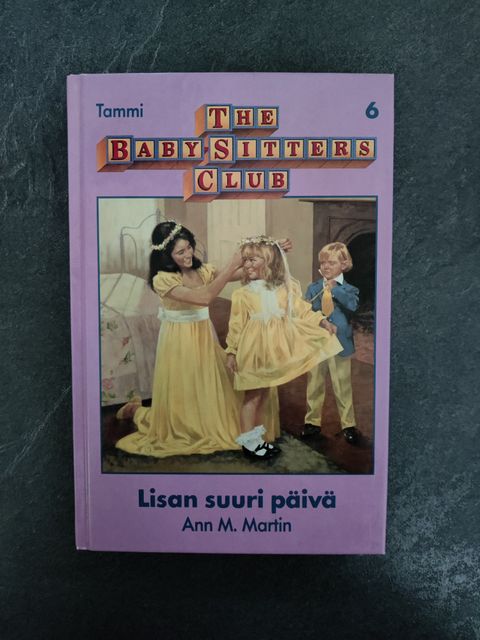 Tammi
6
THE
BABY-SITTERS
CLUB
Lisan suuri päivä
Ann M. Martin